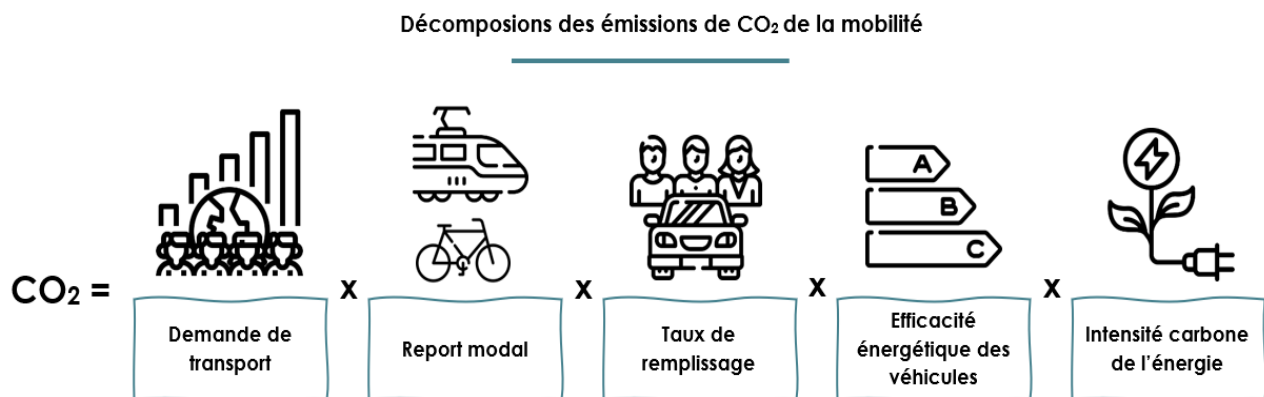 Décomposions des émissions de CO₂ de la mobilité
A
B
C
CO₂ =
x
x
x
x
Demande de
transport
Report modal
Taux de
remplissage
Efficacité
énergétique des
véhicules
Intensité carbone
de l’énergie